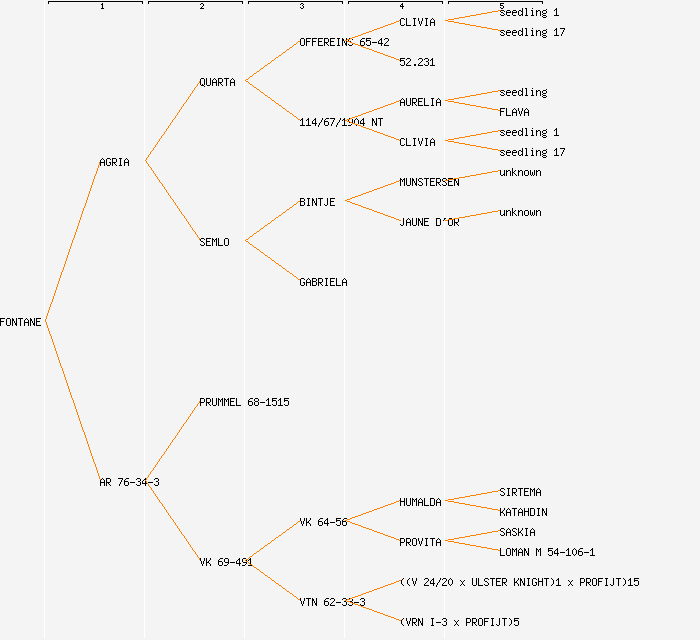 1 2 3 4 5
seedling 1
CLIVIA
seedling 17
OFFEREINS 65-42
52.231
QUARTA
seedling
AURELIA
FLAVA
114/67/1904 NT
seedling 1
CLIVIA
seedling 17
AGRIA
unknown
MUNSTERSEN
BINTJE
unknown
JAUNE D'OR
SEMLO
GABRIELA
FONTANE
PRUMMEL 68-1515
AR 76-34-3
SIRTEMA
HUMALDA
KATAHDIN
VK 64-56
SASKIA
PROVITA
LOMAN M 54-106-1
VK 69-491
((V 24/20 x ULSTER KNIGHT)1 x PROFIJT)15
VTN 62-33-3
(VRN I-3 x PROFIJT)5